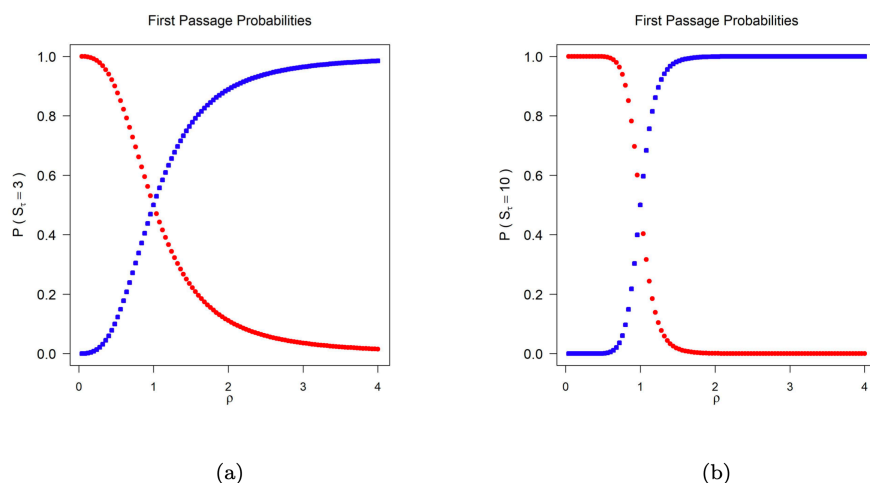 First Passage Probabilities
P ( Sτ = 3 )
1.0
0.8
0.6
0.4
0.2
0.0
0 1 2 3 4
ρ
(a)
First Passage Probabilities
P ( Sτ = 10 )
1.0
0.8
0.6
0.4
0.2
0.0
0 1 2 3 4
ρ
(b)